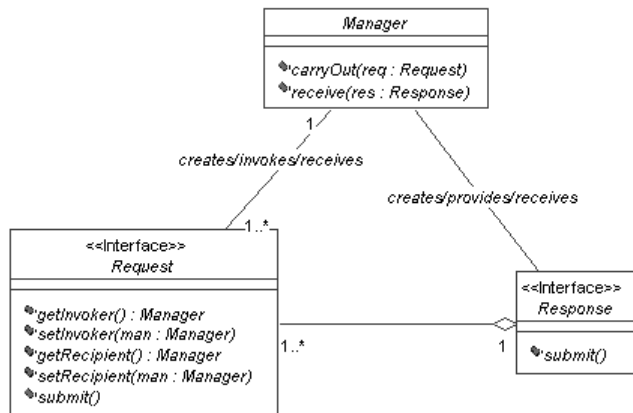 Manager
carryOut(req : Request)
receive(res : Response)
1
creates/invokes/receives
creates/provides/receives
1..*
<<Interface>>
Request
getInvoker() : Manager
setInvoker(man : Manager)
getRecipient() : Manager
setRecipient(man : Manager)
submit()
1..*
1
<<Interface>>
Response
submit()